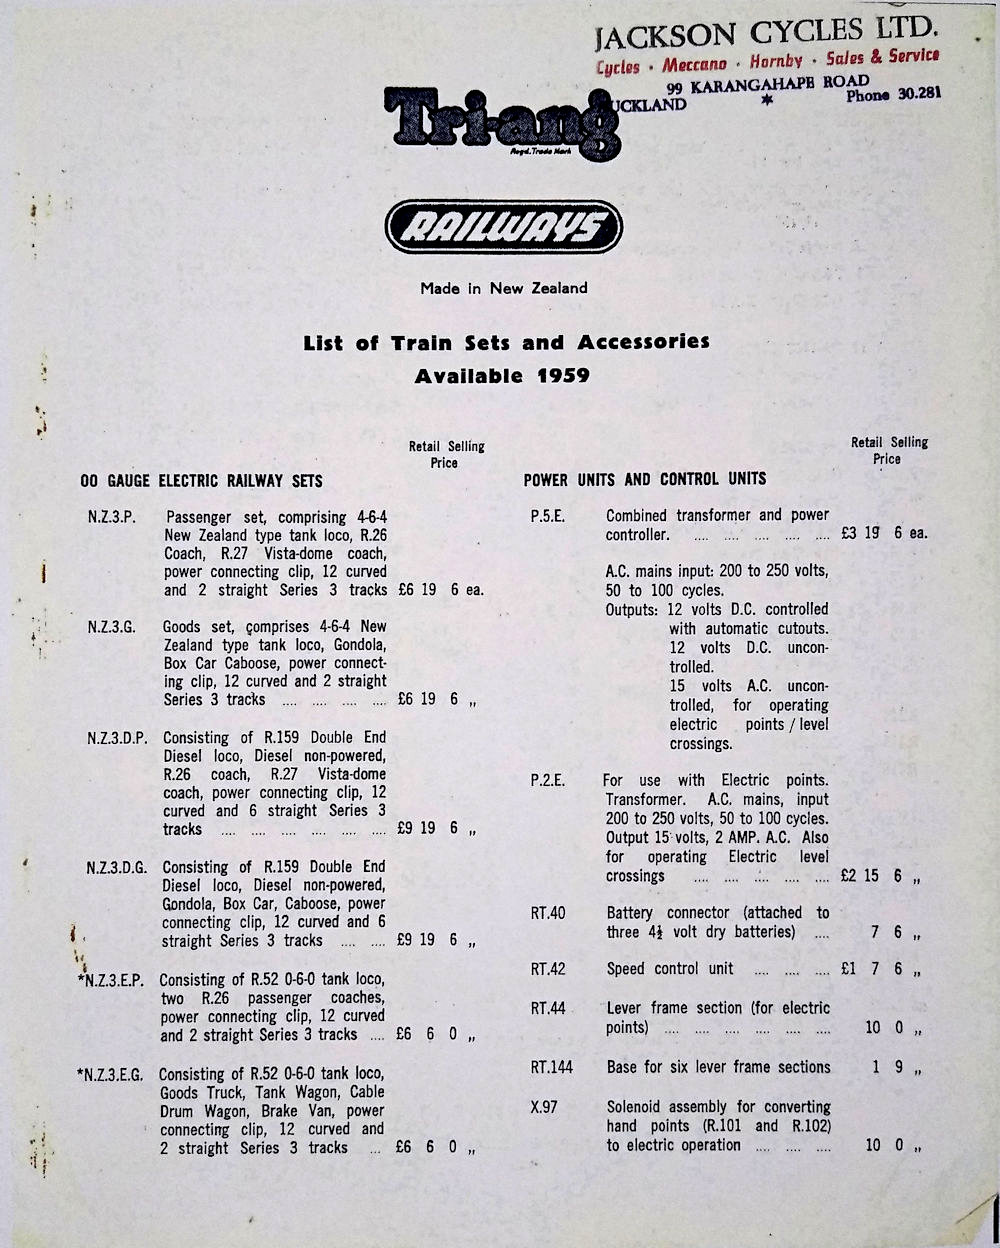 JACKSON CYCLES LTD.
Cycles · Meccano · Hornby · Sales & Service
99 KARANGAHAPE ROAD
UCKLAND * Phone 30.281
Tri-ang
Regd. Trade Mark
RAILWAYS
Made in New Zealand
List of Train Sets and Accessories
Available 1959
Retail Selling
Price
OO GAUGE ELECTRIC RAILWAY SETS
N.Z.3.P. Passenger set, comprising 4-6-4
New Zealand type tank loco, R.26
Coach, R.27 Vista-dome coach,
power connecting clip, 12 curved
and 2 straight Series 3 tracks £6 19 6 ea.
N.Z.3.G. Goods set, comprises 4-6-4 New
Zealand type tank loco, Gondola,
Box Car Caboose, power connect-
ing clip, 12 curved and 2 straight
Series 3 tracks .... .... .... .... £6 19 6 „
N.Z.3.D.P. Consisting of R.159 Double End
Diesel loco, Diesel non-powered,
R.26 coach, R.27 Vista-dome
coach, power connecting clip, 12
curved and 6 straight Series 3
tracks .... .... .... .... .... .... £9 19 6 „
N.Z.3.D.G. Consisting of R.159 Double End
Diesel loco, Diesel non-powered,
Gondola, Box Car, Caboose, power
connecting clip, 12 curved and 6
straight Series 3 tracks .... .... £9 19 6 „
*N.Z.3.E.P. Consisting of R.52 0-6-0 tank loco,
two R.26 passenger coaches,
power connecting clip, 12 curved
and 2 straight Series 3 tracks .... £6 6 0 „
*N.Z.3.E.G. Consisting of R.52 0-6-0 tank loco,
Goods Truck, Tank Wagon, Cable
Drum Wagon, Brake Van, power
connecting clip, 12 curved and
2 straight Series 3 tracks ... £6 6 0 „
Retail Selling
Price
POWER UNITS AND CONTROL UNITS
P.5.E. Combined transformer and power
controller. .... .... .... .... .... £3 19 6 ea.
A.C. mains input: 200 to 250 volts,
50 to 100 cycles.
Outputs: 12 volts D.C. controlled
with automatic cutouts.
12 volts D.C. uncon-
trolled.
15 volts A.C. uncon-
trolled, for operating
electric points / level
crossings.
P.2.E. For use with Electric points.
Transformer. A.C. mains, input
200 to 250 volts, 50 to 100 cycles.
Output 15 volts, 2 AMP. A.C. Also
for operating Electric level
crossings .... .... .... .... .... £2 15 6 „
RT.40 Battery connector (attached to
three 4½ volt dry batteries) .... 7 6 „
RT.42 Speed control unit .... .... .... £1 7 6 „
RT.44 Lever frame section (for electric
points) .... .... .... .... .... .... 10 0 „
RT.144 Base for six lever frame sections 1 9 „
X.97 Solenoid assembly for converting
hand points (R.101 and R.102)
to electric operation .... .... .... 10 0 „